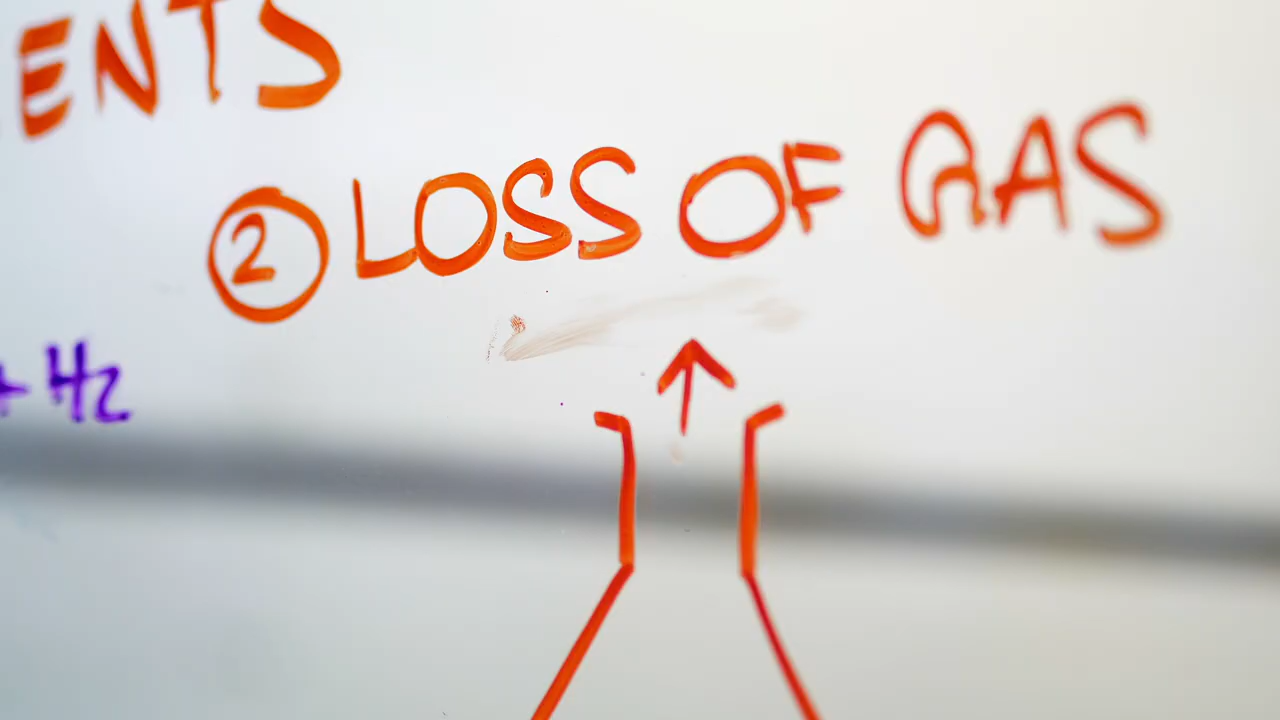 ENTS
② LOSS OF GAS
+ H2